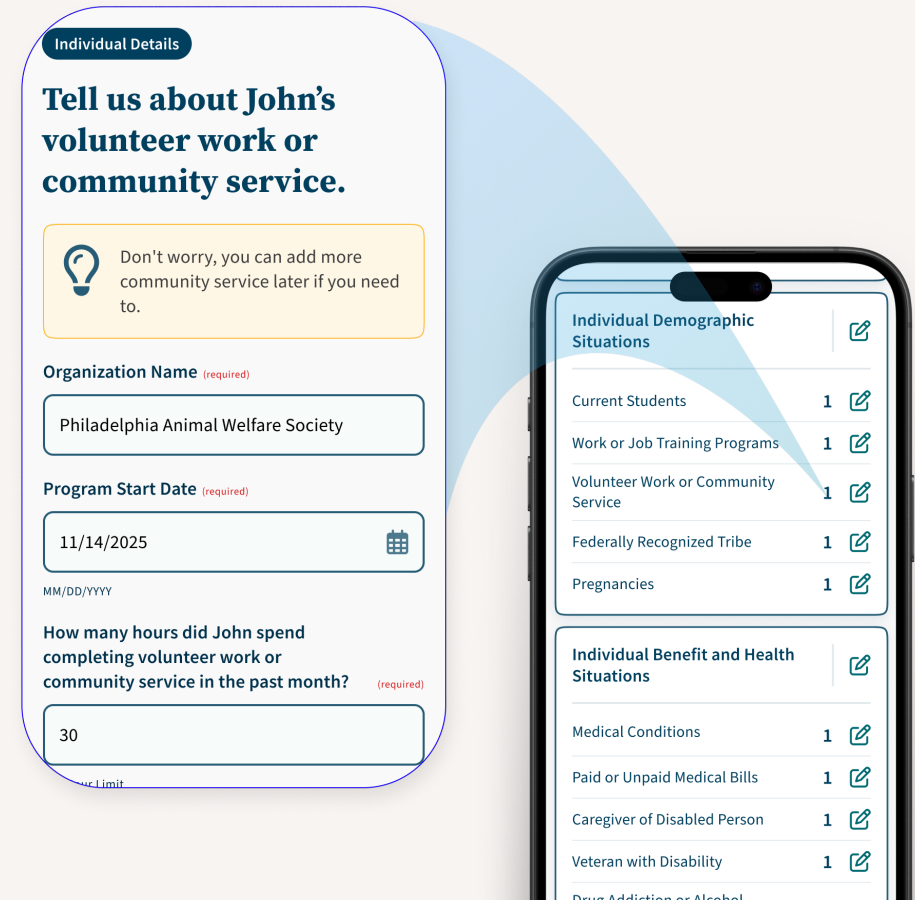 Individual Details
Tell us about John’s
volunteer work or
community service.
Don't worry, you can add more
community service later if you need
to.
Organization Name (required)
Philadelphia Animal Welfare Society
Program Start Date (required)
11/14/2025
MM/DD/YYYY
How many hours did John spend
completing volunteer work or
community service in the past month? (required)
30
Limit
Individual Demographic
Situations
Current Students 1
Work or Job Training Programs 1
Volunteer Work or Community
Service 1
Federally Recognized Tribe 1
Pregnancies 1
Individual Benefit and Health
Situations
Medical Conditions 1
Paid or Unpaid Medical Bills 1
Caregiver of Disabled Person 1
Veteran with Disability 1
Drug Addiction or Alcohol